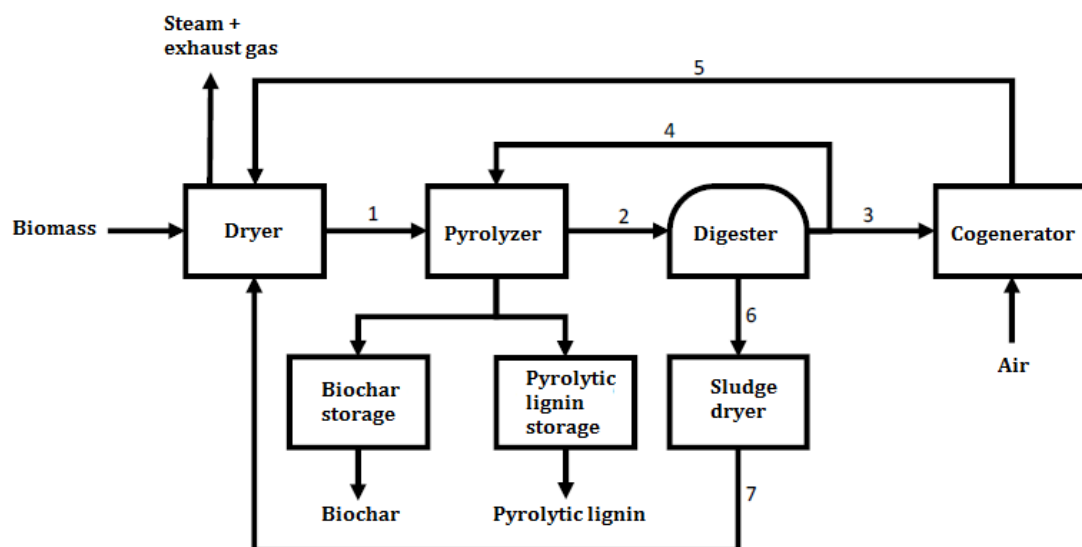 Steam +
exhaust gas
5
4
Biomass
Dryer
1
Pyrolyzer
2
Digester
3
Cogenerator
6
Air
Biochar
storage
Pyrolytic
lignin
storage
Sludge
dryer
7
Biochar
Pyrolytic lignin